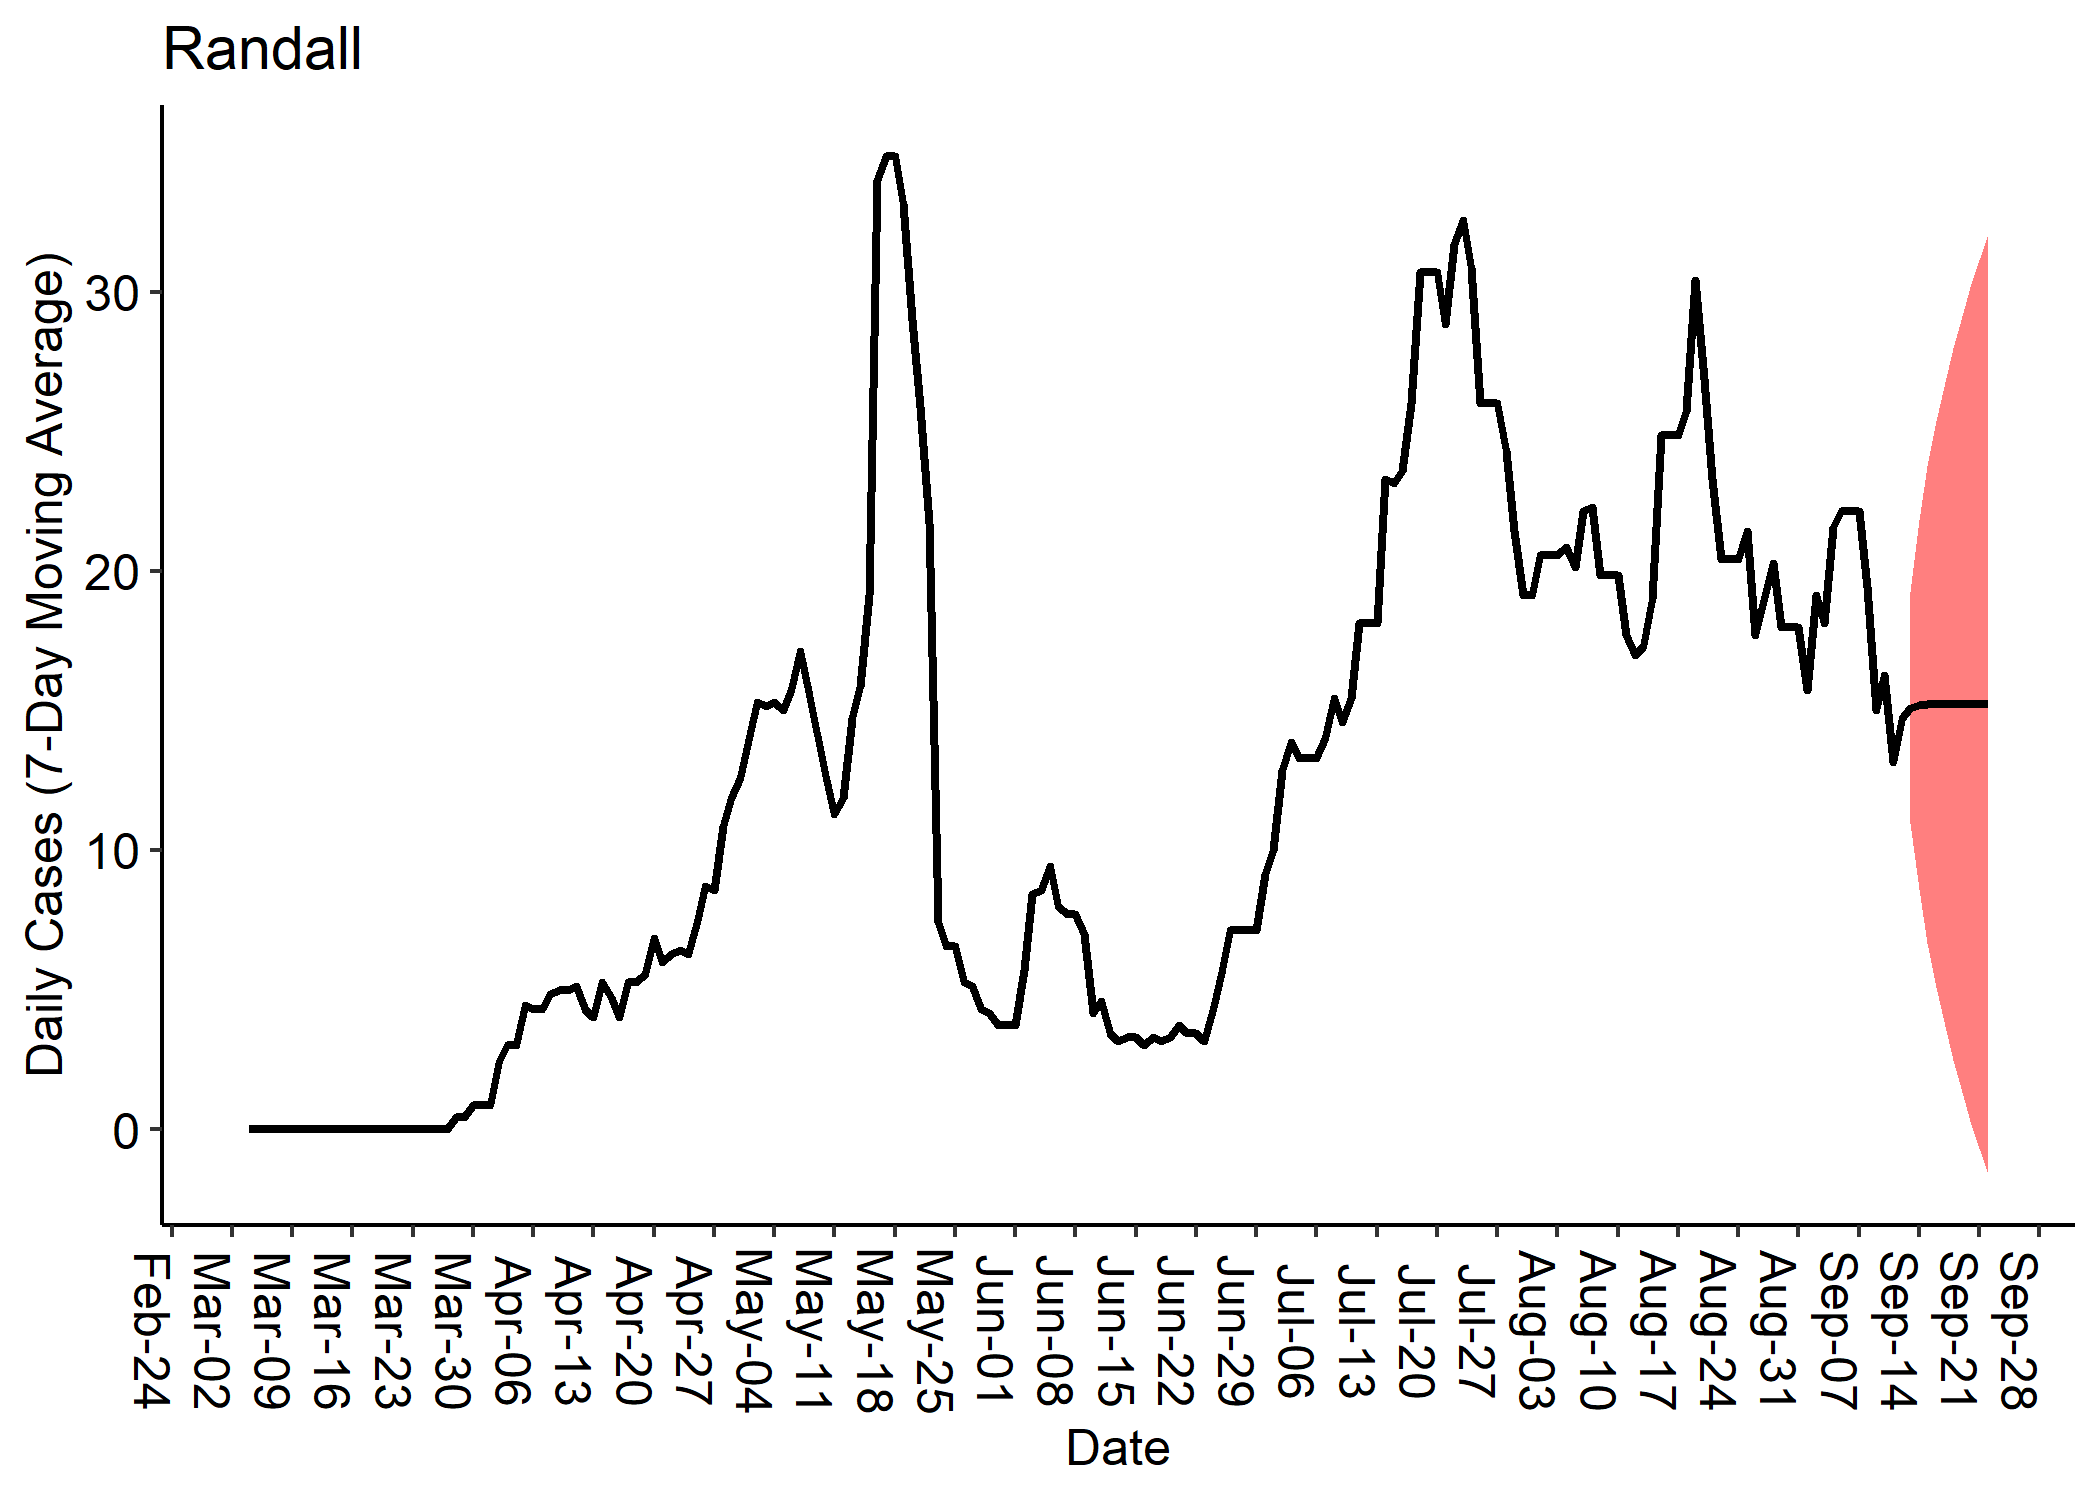 Randall
Daily Cases (7-Day Moving Average)
30
20
10
0
Feb-24
Mar-02
Mar-09
Mar-16
Mar-23
Mar-30
Apr-06
Apr-13
Apr-20
Apr-27
May-04
May-11
May-18
May-25
Jun-01
Jun-08
Jun-15
Jun-22
Jun-29
Jul-06
Jul-13
Jul-20
Jul-27
Aug-03
Aug-10
Aug-17
Aug-24
Aug-31
Sep-07
Sep-14
Sep-21
Sep-28
Date